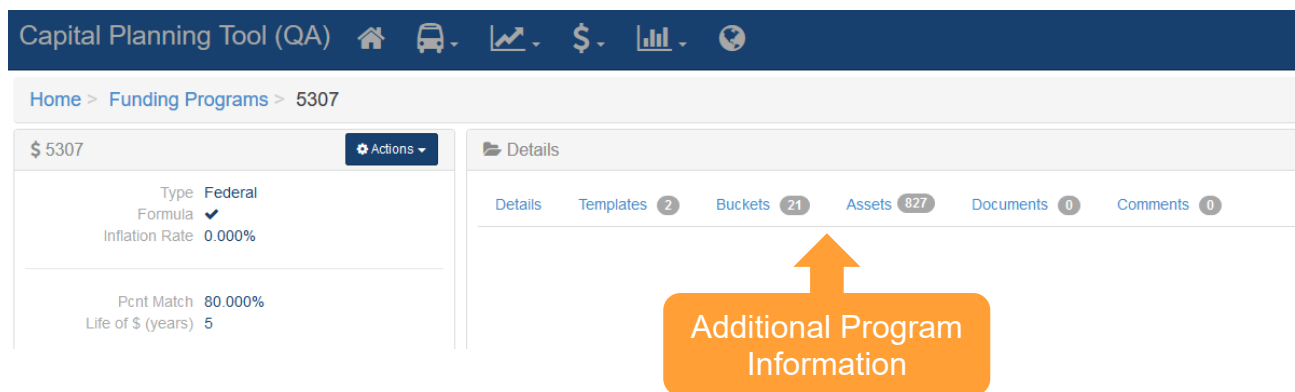 Capital Planning Tool (QA)
Home > Funding Programs > 5307
$ 5307
Actions
Type Federal
Formula ✔
Inflation Rate 0.000%
Pcnt Match 80.000%
Life of $ (years) 5
Details
Details Templates 2 Buckets 21 Assets 827 Documents 0 Comments 0
Additional Program
Information